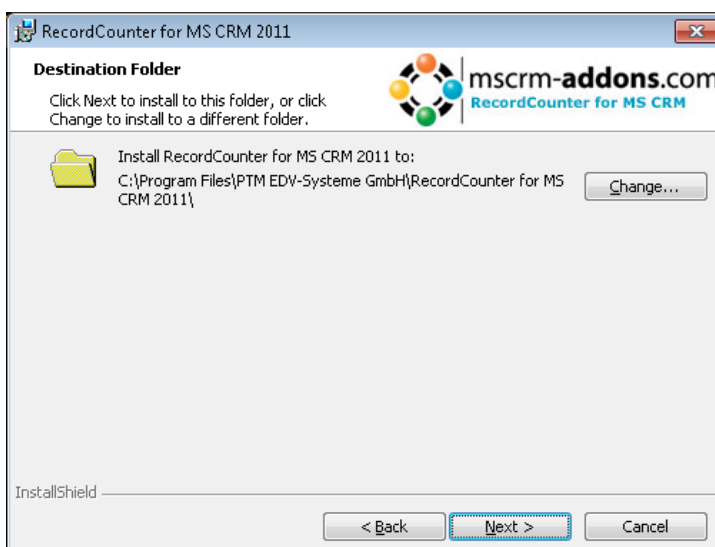 RecordCounter for MS CRM 2011
Destination Folder
Click Next to install to this folder, or click
Change to install to a different folder.
mscrm-addons.com
RecordCounter for MS CRM
Install RecordCounter for MS CRM 2011 to:
C:\Program Files\PTM EDV-Systeme GmbH\RecordCounter for MS
CRM 2011\
Change...
InstallShield
< Back
Next >
Cancel